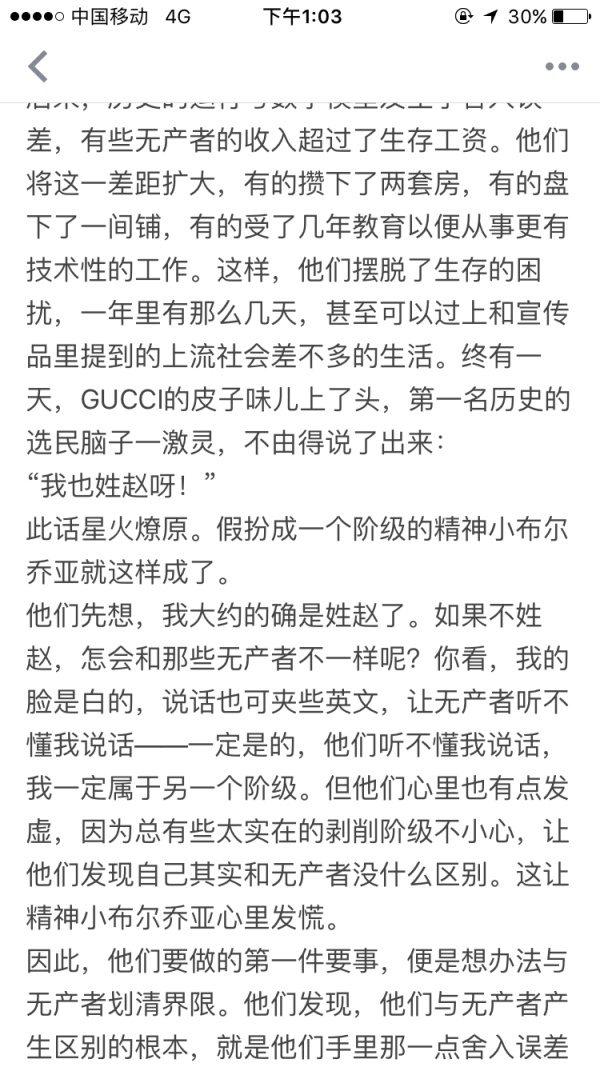 中国移动 4G 下午1:03 30%
差，有些无产者的收入超过了生存工资。他们
将这一差距扩大，有的攒下了两套房，有的盘
下了一间铺，有的受了几年教育以便从事更有
技术性的工作。这样，他们摆脱了生存的困
扰，一年里有那么几天，甚至可以过上和宣传
品里提到的上流社会差不多的生活。终有一
天，GUCCI的皮子味儿上了头，第一名历史的
选民脑子一激灵，不由得说了出来：
“我也姓赵呀！”
此话星火燎原。假扮成一个阶级的精神小布尔
乔亚就这样成了。
他们先想，我大约的确是姓赵了。如果不姓
赵，怎会和那些无产者不一样呢？你看，我的
脸是白的，说话也可夹些英文，让无产者听不
懂我说话——一定是的，他们听不懂我说话，
我一定属于另一个阶级。但他们心里也有点发
虚，因为总有些太实在的剥削阶级不小心，让
他们发现自己其实和无产者没什么区别。这让
精神小布尔乔亚心里发慌。
因此，他们要做的第一件要事，便是想办法与
无产者划清界限。他们发现，他们与无产者产
生区别的根本，就是他们手里那一点舍入误差